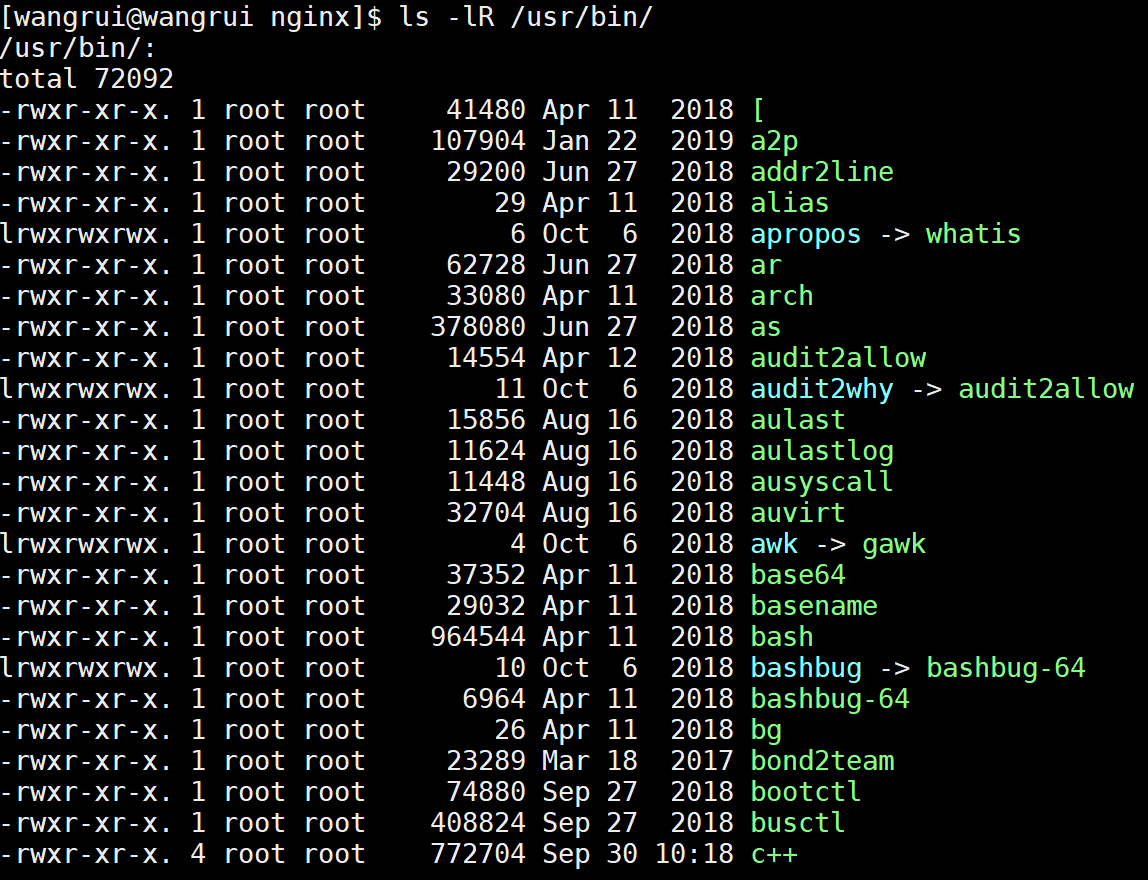 [wangrui@wangrui nginx]$ ls -lR /usr/bin/
/usr/bin/:
total 72092
-rwxr-xr-x. 1 root root     41480 Apr 11  2018 [
-rwxr-xr-x. 1 root root    107904 Jan 22  2019 a2p
-rwxr-xr-x. 1 root root     29200 Jun 27  2018 addr2line
-rwxr-xr-x. 1 root root        29 Apr 11  2018 alias
lrwxrwxrwx. 1 root root         6 Oct  6  2018 apropos -> whatis
-rwxr-xr-x. 1 root root     62728 Jun 27  2018 ar
-rwxr-xr-x. 1 root root     33080 Apr 11  2018 arch
-rwxr-xr-x. 1 root root    378080 Jun 27  2018 as
-rwxr-xr-x. 1 root root     14554 Apr 12  2018 audit2allow
lrwxrwxrwx. 1 root root        11 Oct  6  2018 audit2why -> audit2allow
-rwxr-xr-x. 1 root root     15856 Aug 16  2018 aulast
-rwxr-xr-x. 1 root root     11624 Aug 16  2018 aulastlog
-rwxr-xr-x. 1 root root     11448 Aug 16  2018 ausyscall
-rwxr-xr-x. 1 root root     32704 Aug 16  2018 auvirt
lrwxrwxrwx. 1 root root         4 Oct  6  2018 awk -> gawk
-rwxr-xr-x. 1 root root     37352 Apr 11  2018 base64
-rwxr-xr-x. 1 root root     29032 Apr 11  2018 basename
-rwxr-xr-x. 1 root root    964544 Apr 11  2018 bash
lrwxrwxrwx. 1 root root        10 Oct  6  2018 bashbug -> bashbug-64
-rwxr-xr-x. 1 root root      6964 Apr 11  2018 bashbug-64
-rwxr-xr-x. 1 root root        26 Apr 11  2018 bg
-rwxr-xr-x. 1 root root     23289 Mar 18  2017 bond2team
-rwxr-xr-x. 1 root root     74880 Sep 27  2018 bootctl
-rwxr-xr-x. 1 root root    408824 Sep 27  2018 busctl
-rwxr-xr-x. 4 root root    772704 Sep 30 10:18 c++